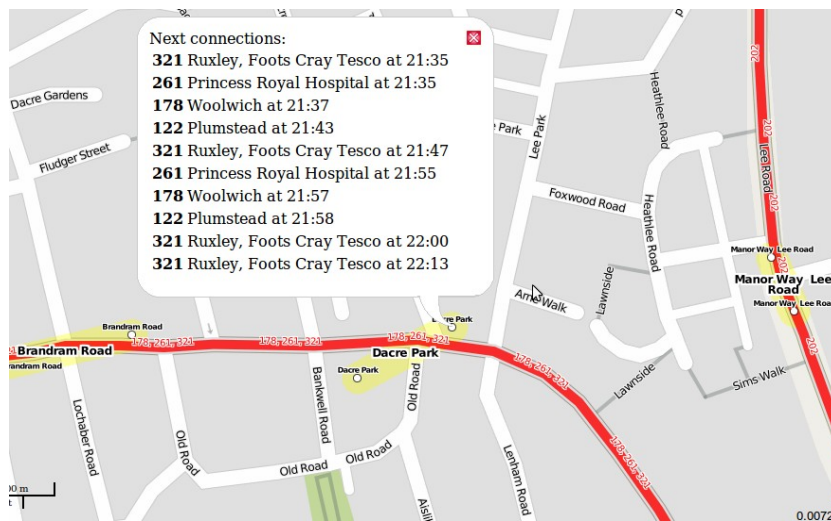 Next connections:
321 Ruxley, Foots Cray Tesco at 21:35
261 Princess Royal Hospital at 21:35
178 Woolwich at 21:37
122 Plumstead at 21:43
321 Ruxley, Foots Cray Tesco at 21:47
261 Princess Royal Hospital at 21:55
178 Woolwich at 21:57
122 Plumstead at 21:58
321 Ruxley, Foots Cray Tesco at 22:00
321 Ruxley, Foots Cray Tesco at 22:13
Dacre Gardens
Fludger Street
Park
Lee Park
Heathlee Road
202
202
Lee Road
Foxwood Road
Heathlee Road
Manor Way Lee Road
202
Manor Way Lee
Road
Manor Way Lee Roa
202
Lawnside
Arne Walk
Brandram Road
178, 261, 321
178, 261, 321
178, 261, 321
Dacre Park
Brandram Road
Dacre Park
randram Road
Dacre Park
178, 261, 321
Lawnside
Sims Walk
Lochaber Road
Old Road
Bankwell Road
Old Road
Old Road
Old Road
Lenham Road
178, 261, 321
00 m
0.0072